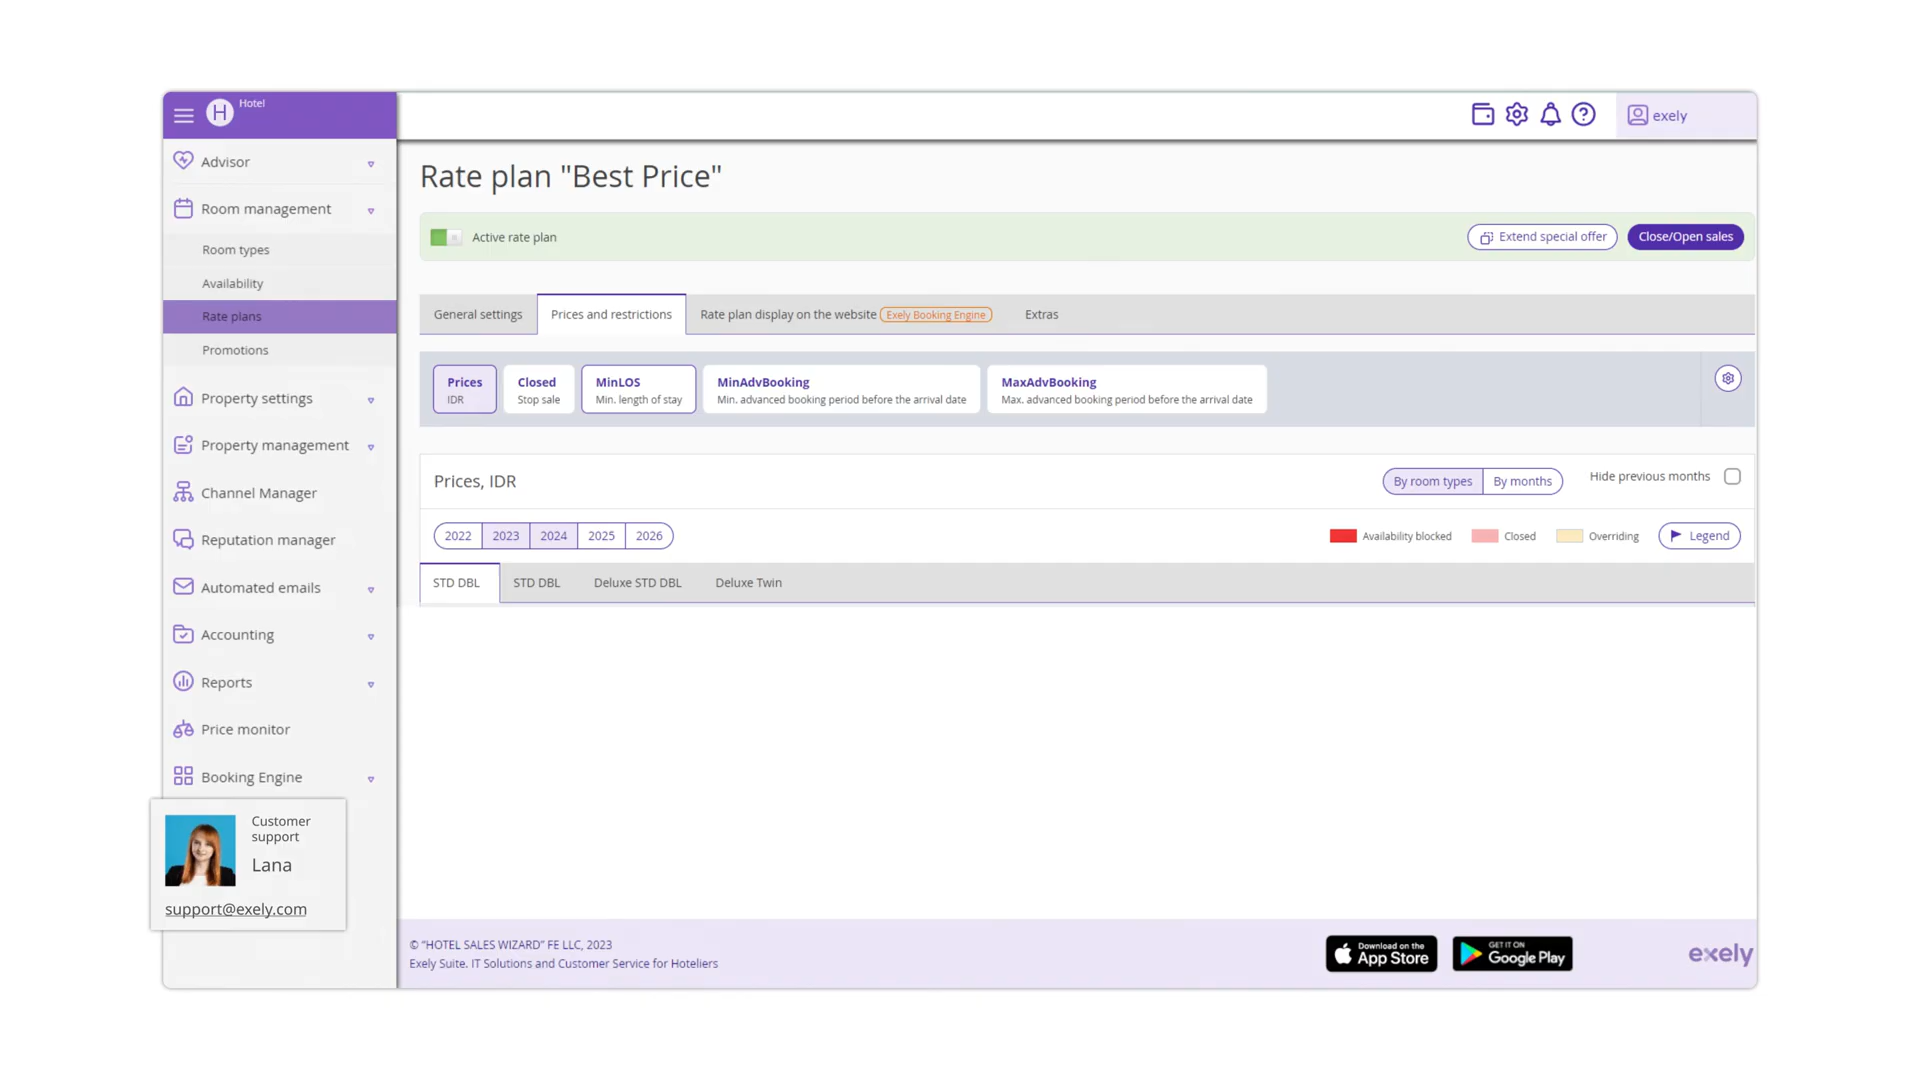 H Hotel
exely
Advisor
Room management
Room types
Availability
Rate plans
Promotions
Property settings
Property management
Channel Manager
Reputation manager
Automated emails
Accounting
Reports
Price monitor
Booking Engine
Customer
support
Lana
support@exely.com
Rate plan "Best Price"
Active rate plan
Extend special offer
Close/Open sales
General settings
Prices and restrictions
Rate plan display on the website Exely Booking Engine
Extras
Prices
IDR
Closed
Stop sale
MinLOS
Min. length of stay
MinAdvBooking
Min. advanced booking period before the arrival date
MaxAdvBooking
Max. advanced booking period before the arrival date
Prices, IDR
By room types
By months
Hide previous months
2022 2023 2024 2025 2026
Availability blocked
Closed
Overriding
Legend
STD DBL
STD DBL
Deluxe STD DBL
Deluxe Twin
© "HOTEL SALES WIZARD" FE LLC, 2023
Exely Suite. IT Solutions and Customer Service for Hoteliers
Download on the
App Store
GET IT ON
Google Play
exely